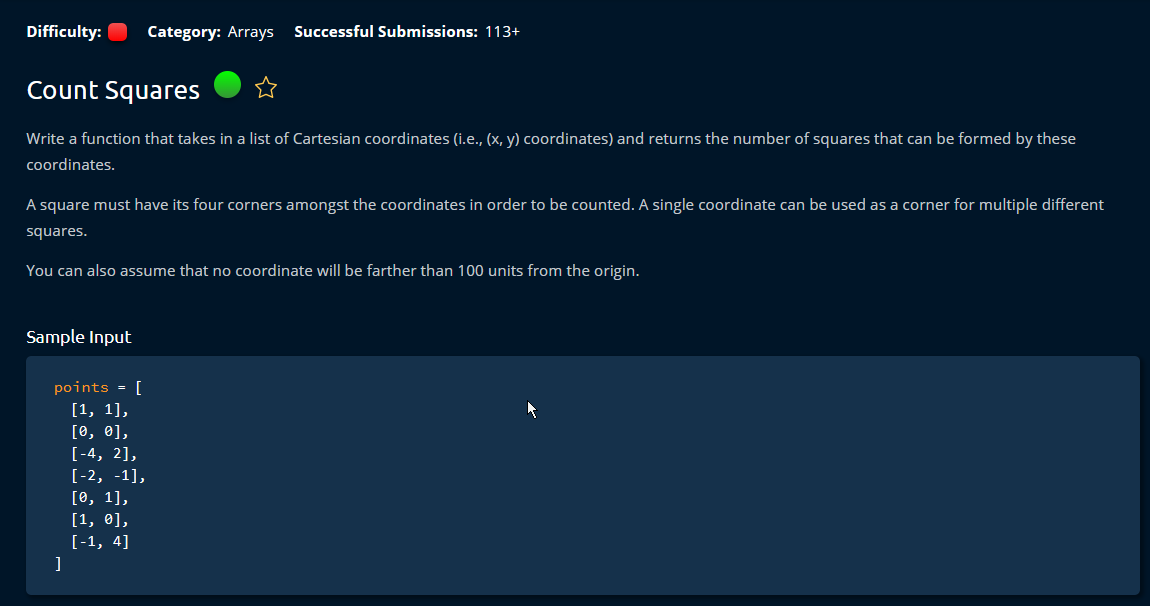 Difficulty: Category: Arrays Successful Submissions: 113+
Count Squares
Write a function that takes in a list of Cartesian coordinates (i.e., (x, y) coordinates) and returns the number of squares that can be formed by these
coordinates.
A square must have its four corners amongst the coordinates in order to be counted. A single coordinate can be used as a corner for multiple different
squares.
You can also assume that no coordinate will be farther than 100 units from the origin.
Sample Input
points = [
[1, 1],
[0, 0],
[-4, 2],
[-2, -1],
[0, 1],
[1, 0],
[-1, 4]
]